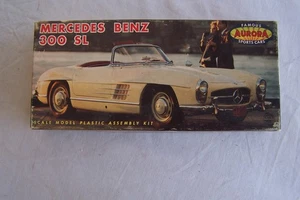 MERCEDES BENZ
300 SL
FAMOUS
AURORA
SPORTS CARS
SCALE MODEL PLASTIC ASSEMBLY KIT